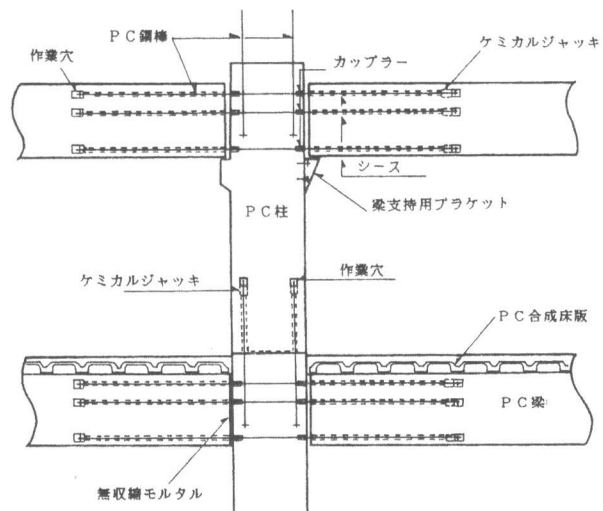 PC鋼棒
ケミカルジャッキ
作業穴
カップラー
シース
梁支持用ブラケット
PC柱
ケミカルジャッキ
作業穴
PC合成床版
PC梁
無収縮モルタル